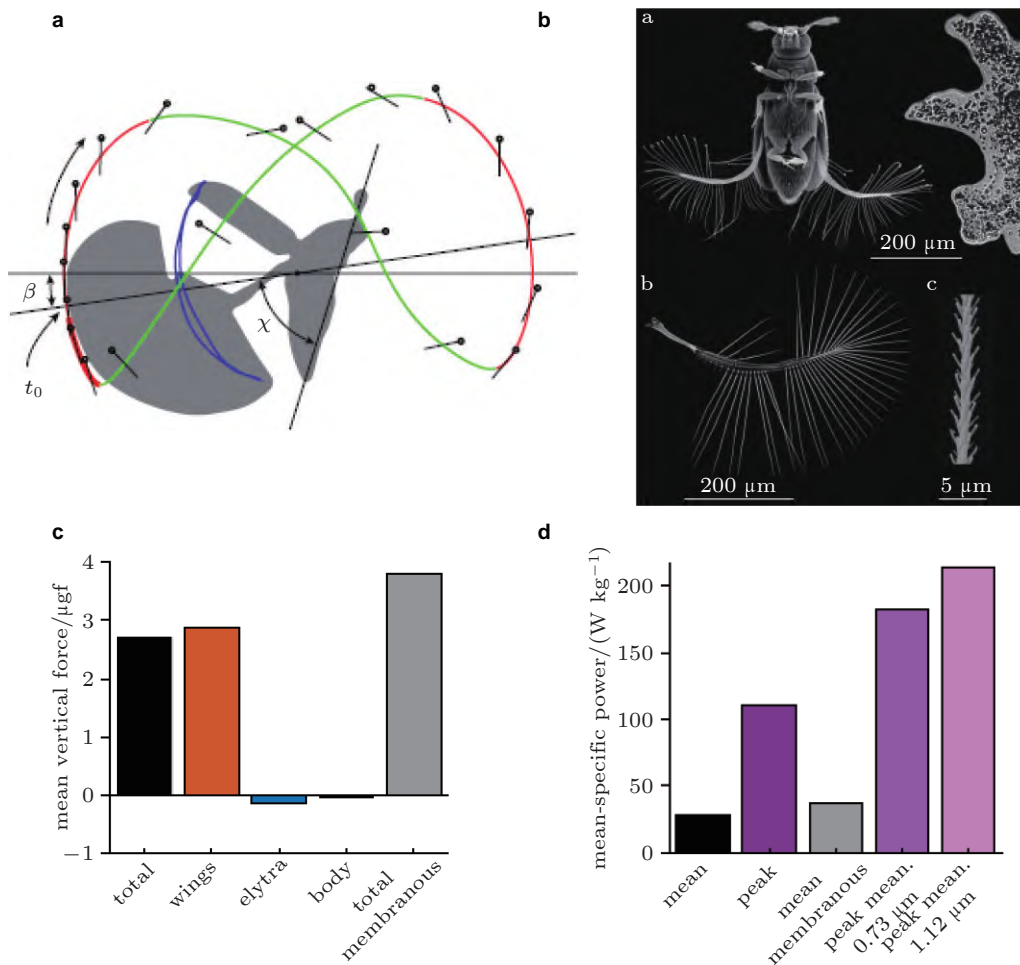 a
β
χ
t₀
b
a
200 µm
b
200 µm
c
5 µm
c
mean vertical force/µgf
4
3
2
1
0
−1
total
wings
elytra
body
total
membranous
d
mean-specific power/(W kg⁻¹)
200
150
100
50
0
mean
peak
mean
membranous
peak mean.
0.73 µm
peak mean.
1.12 µm